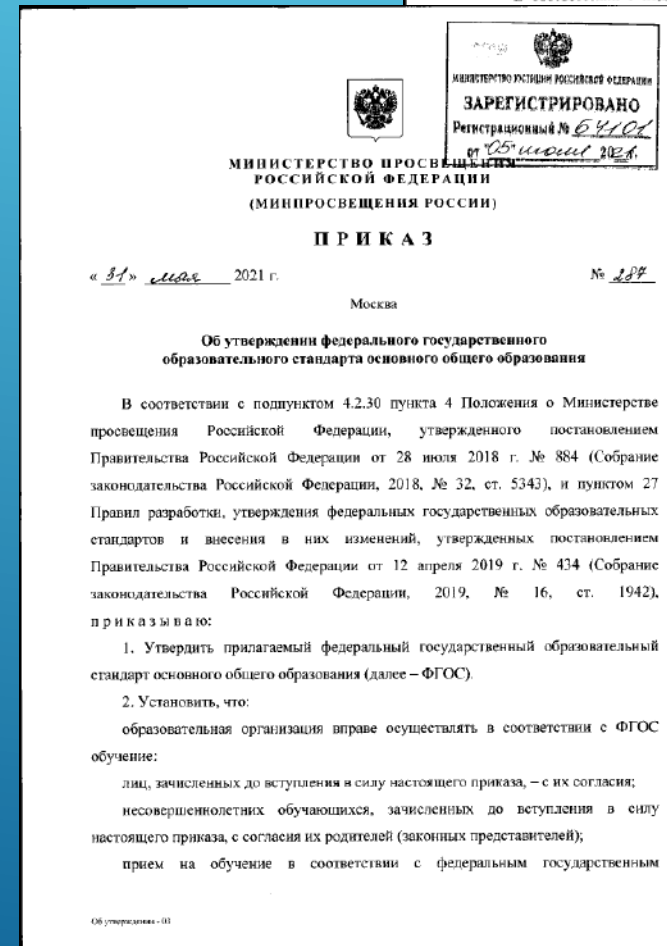 МИНИСТЕРСТВО ЮСТИЦИИ РОССИЙСКОЙ ФЕДЕРАЦИИ
ЗАРЕГИСТРИРОВАНО
Регистрационный № 64101
от "05" июля 2021.
МИНИСТЕРСТВО ПРОСВЕЩЕНИЯ
РОССИЙСКОЙ ФЕДЕРАЦИИ
(МИНПРОСВЕЩЕНИЯ РОССИИ)
ПРИКАЗ
« 31 » мая 2021 г.
№ 287
Москва
Об утверждении федерального государственного
образовательного стандарта основного общего образования
В соответствии с подпунктом 4.2.30 пункта 4 Положения о Министерстве
просвещения Российской Федерации, утвержденного постановлением
Правительства Российской Федерации от 28 июля 2018 г. № 884 (Собрание
законодательства Российской Федерации, 2018, № 32, ст. 5343), и пунктом 27
Правил разработки, утверждения федеральных государственных образовательных
стандартов и внесения в них изменений, утвержденных постановлением
Правительства Российской Федерации от 12 апреля 2019 г. № 434 (Собрание
законодательства Российской Федерации, 2019, № 16, ст. 1942),
приказываю:
1. Утвердить прилагаемый федеральный государственный образовательный
стандарт основного общего образования (далее – ФГОС).
2. Установить, что:
образовательная организация вправе осуществлять в соответствии с ФГОС
обучение:
лиц, зачисленных до вступления в силу настоящего приказа, – с их согласия;
несовершеннолетних обучающихся, зачисленных до вступления в силу
настоящего приказа, с согласия их родителей (законных представителей);
прием на обучение в соответствии с федеральным государственным
Об утверждении - 03